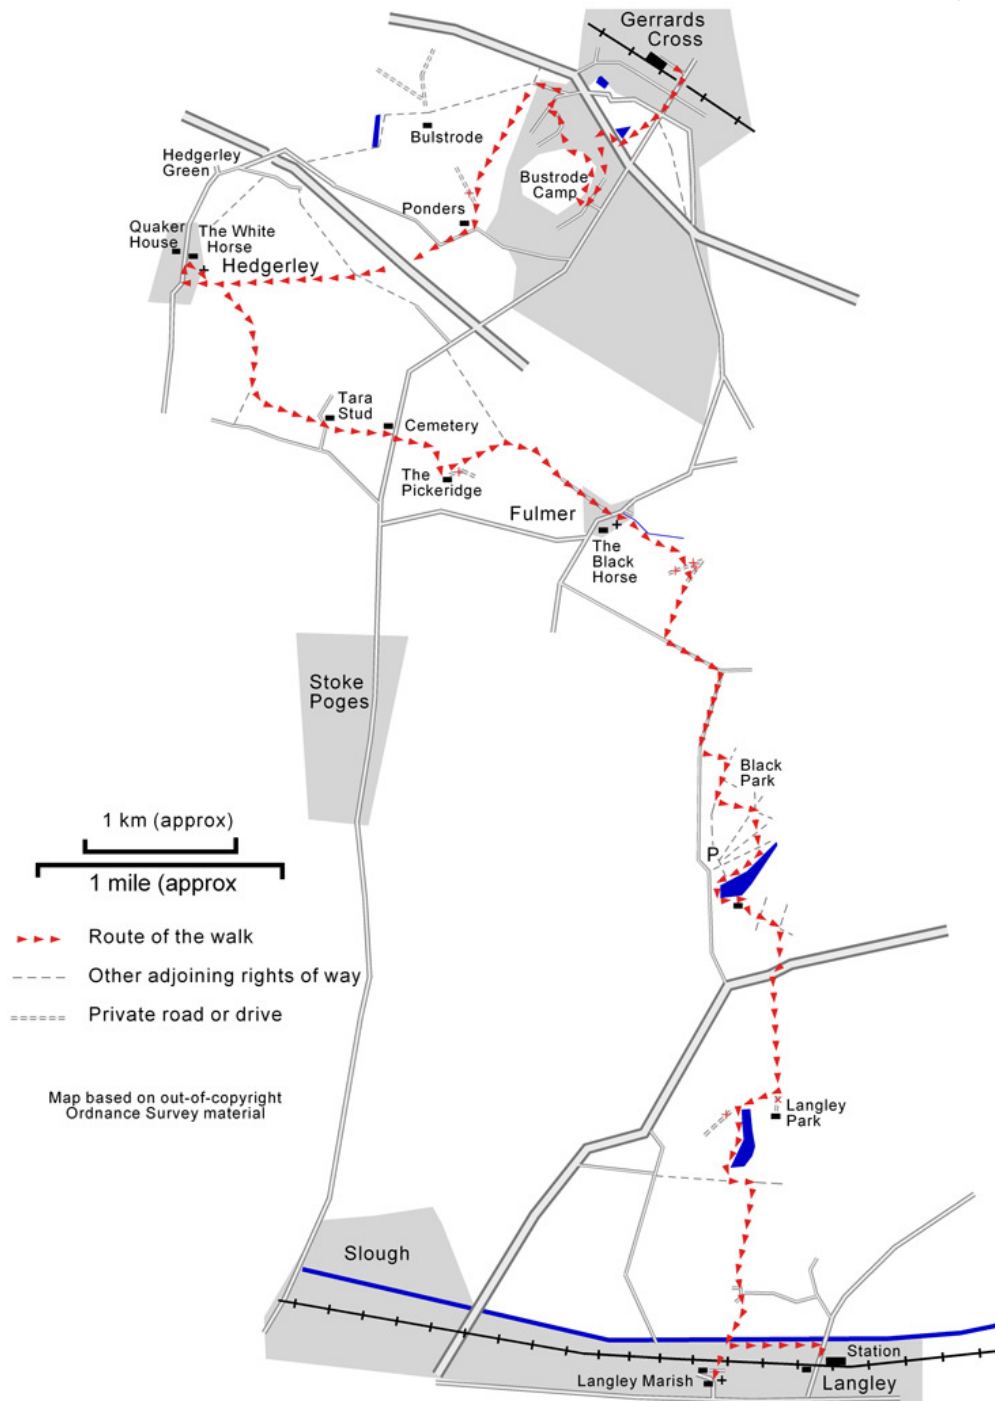 Gerrards
Cross
Bulstrode
Hedgerley
Green
Bustrode
Camp
Ponders
Quaker
House
The White
Horse
Hedgerley
Tara
Stud
Cemetery
The
Pickeridge
Fulmer
The
Black
Horse
Stoke
Poges
Black
Park
P
1 km (approx)
1 mile (approx
Route of the walk
Other adjoining rights of way
Private road or drive
Map based on out-of-copyright
Ordnance Survey material
Langley
Park
Slough
Station
Langley Marish
Langley